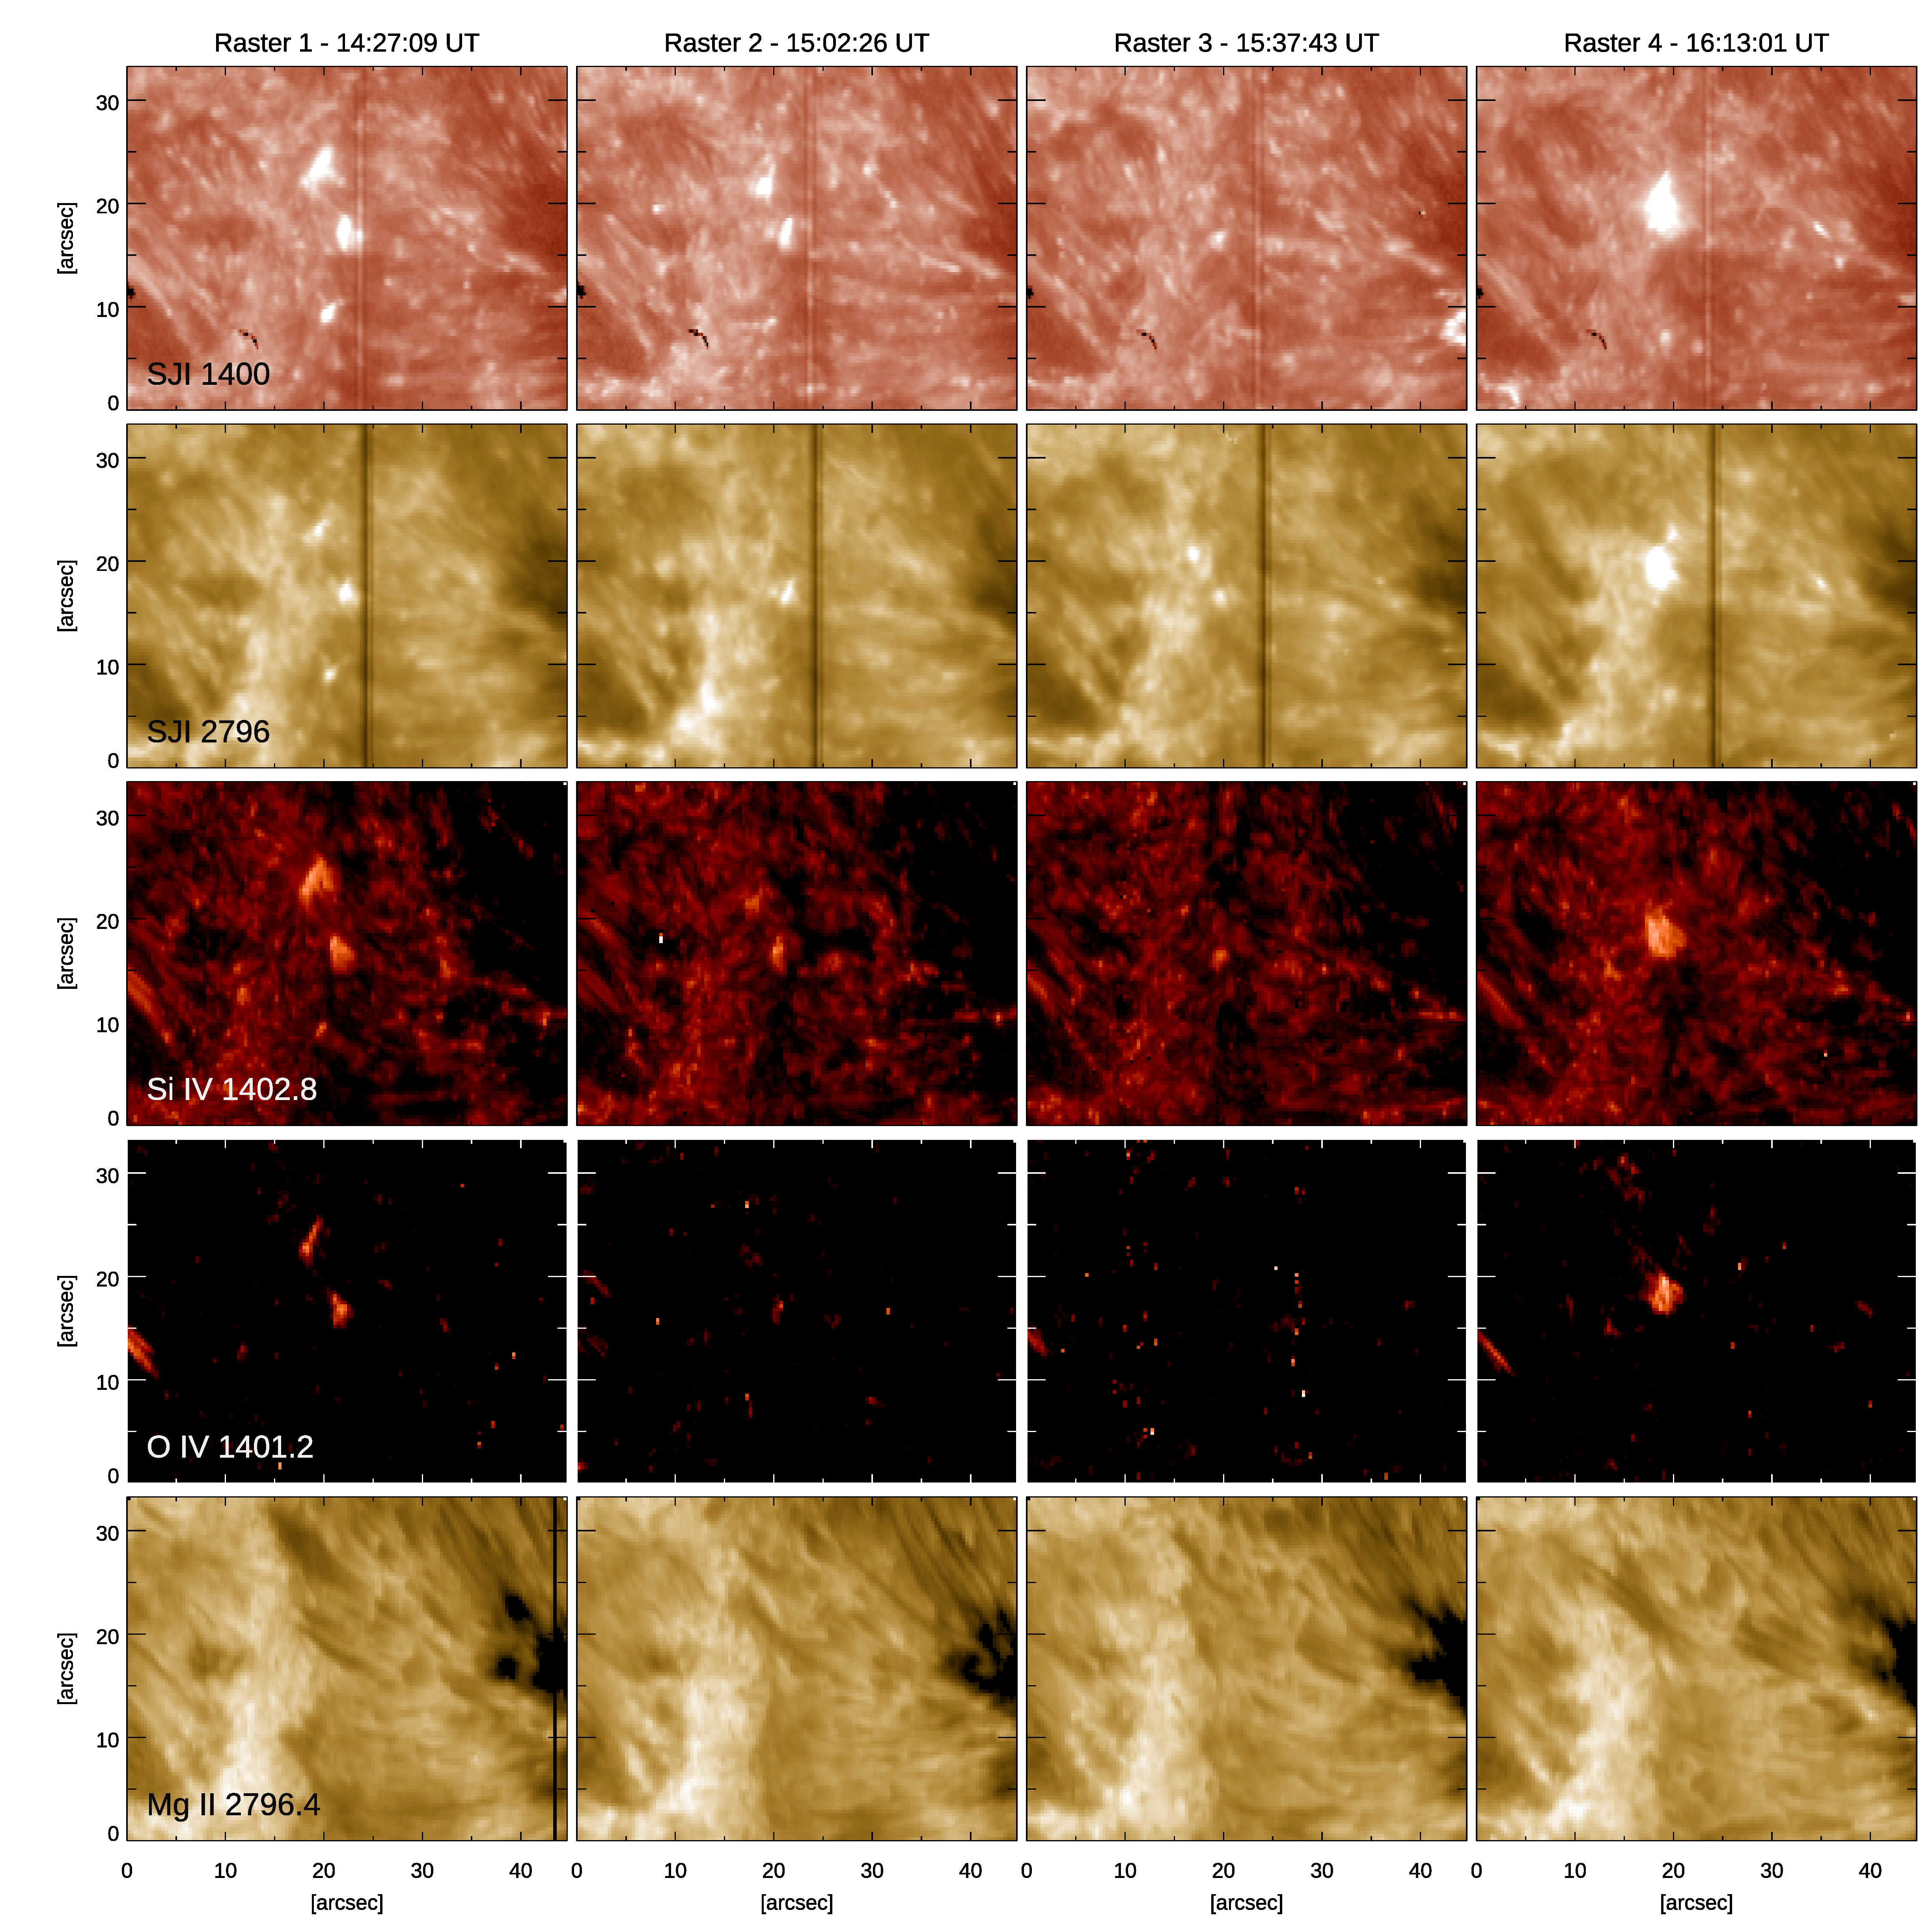 Raster 1 - 14:27:09 UT
Raster 2 - 15:02:26 UT
Raster 3 - 15:37:43 UT
Raster 4 - 16:13:01 UT
30
20
10
0
[arcsec]
SJI 1400
30
20
10
0
[arcsec]
SJI 2796
30
20
10
0
[arcsec]
Si IV 1402.8
30
20
10
0
[arcsec]
O IV 1401.2
30
20
10
0
[arcsec]
Mg II 2796.4
0 10 20 30 40
0 10 20 30 40
0 10 20 30 40
0 10 20 30 40
[arcsec]
[arcsec]
[arcsec]
[arcsec]